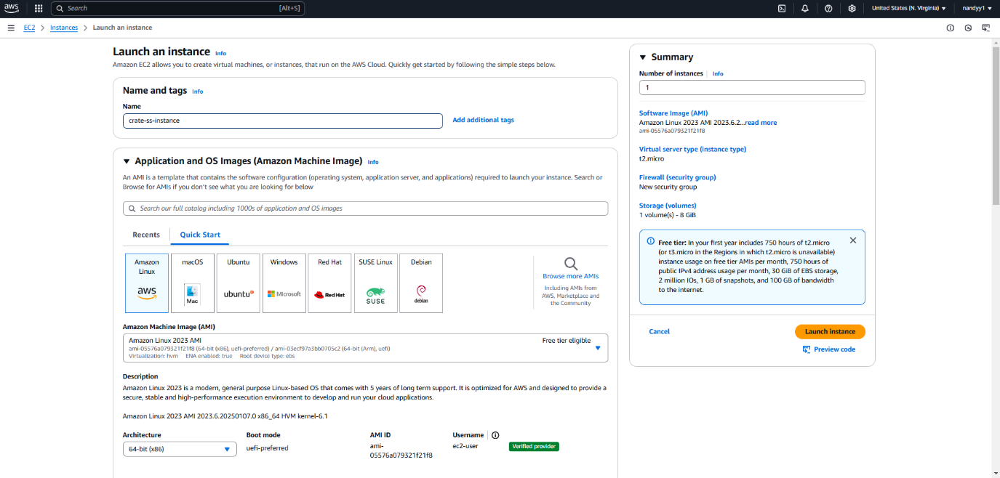 aws
Search
[Alt+S]
United States (N. Virginia)
nandyy1
EC2
Instances
Launch an instance
Launch an instance Info
Amazon EC2 allows you to create virtual machines, or instances, that run on the AWS Cloud. Quickly get started by following the simple steps below.
Name and tags Info
Name
crate-ss-instance
Add additional tags
Application and OS Images (Amazon Machine Image) Info
An AMI is a template that contains the software configuration (operating system, application server, and applications) required to launch your instance. Search or
Browse for AMIs if you don't see what you are looking for below
Search our full catalog including 1000s of application and OS images
Recents
Quick Start
Amazon
Linux
aws
macOS
Mac
Ubuntu
ubuntu
Windows
Microsoft
Red Hat
Red Hat
SUSE Linux
SUSE
Debian
debian
Browse more AMIs
Including AMIs from
AWS, Marketplace and
the Community
Amazon Machine Image (AMI)
Amazon Linux 2023 AMI
Free tier eligible
ami-05576a079321f21f8 (64-bit (x86), uefi-preferred) / ami-03ecf97a3bb0705c2 (64-bit (Arm), uefi)
Virtualization: hvm ENA enabled: true Root device type: ebs
Description
Amazon Linux 2023 is a modern, general purpose Linux-based OS that comes with 5 years of long term support. It is optimized for AWS and designed to provide a
secure, stable and high-performance execution environment to develop and run your cloud applications.
Amazon Linux 2023 AMI 2023.6.20250107.0 x86_64 HVM kernel-6.1
Architecture
64-bit (x86)
Boot mode
uefi-preferred
AMI ID
ami-
05576a079321f21f8
Username
ec2-user
Verified provider
Summary
Number of instances Info
1
Software Image (AMI)
Amazon Linux 2023 AMI 2023.6.2...read more
ami-05576a079321f21f8
Virtual server type (instance type)
t2.micro
Firewall (security group)
New security group
Storage (volumes)
1 volume(s) - 8 GiB
Free tier: In your first year includes 750 hours of t2.micro
(or t3.micro in the Regions in which t2.micro is unavailable)
instance usage on free tier AMIs per month, 750 hours of
public IPv4 address usage per month, 30 GiB of EBS storage,
2 million IOs, 1 GB of snapshots, and 100 GB of bandwidth
to the internet.
Cancel
Launch instance
Preview code